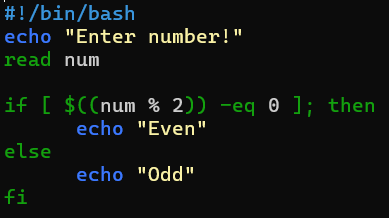 #!/bin/bash
echo "Enter number!"
read num

if [ $((num % 2)) -eq 0 ]; then
      echo "Even"
else
      echo "Odd"
fi